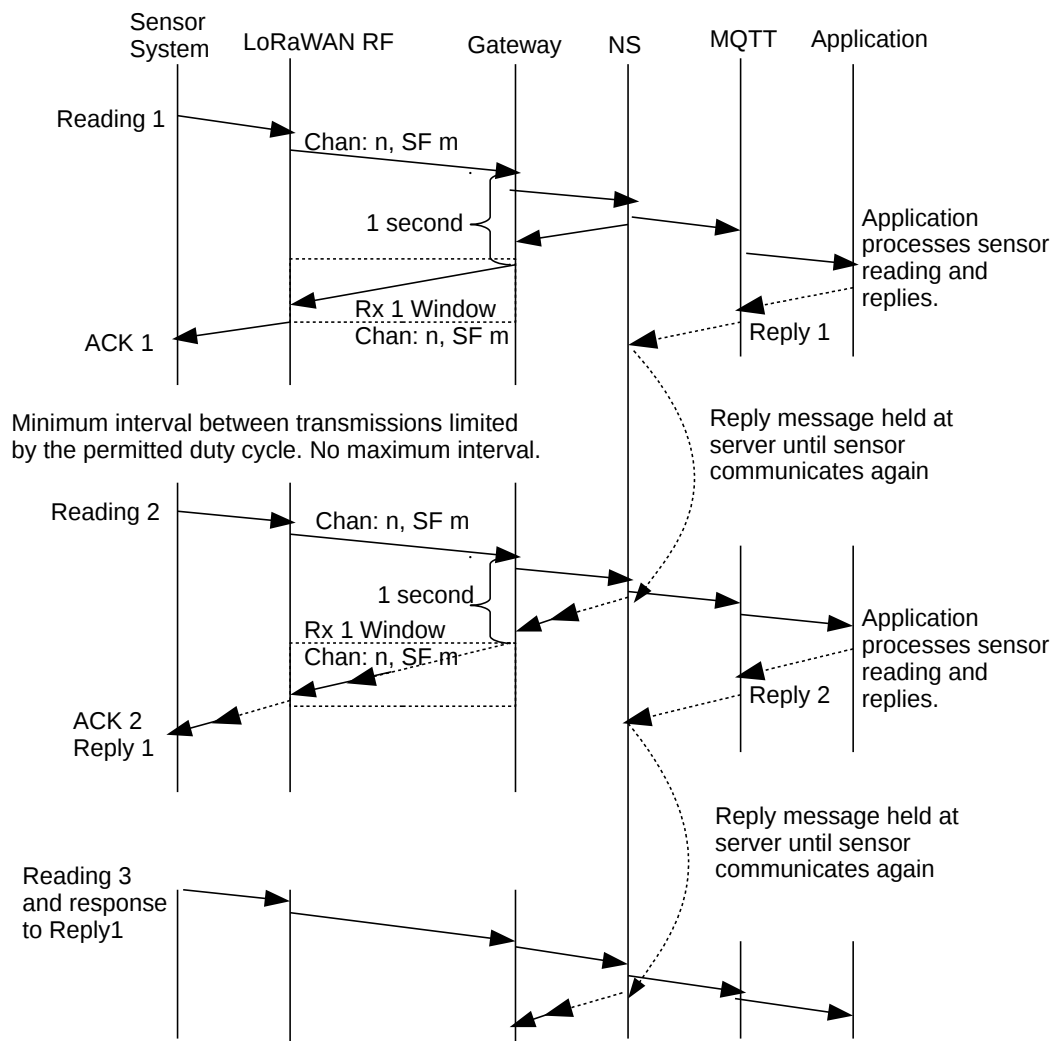 Sensor
System
LoRaWAN RF
Gateway
NS
MQTT
Application
Reading 1
Chan: n, SF m
1 second
Application
processes sensor
reading and
replies.
Rx 1 Window
Chan: n, SF m
Reply 1
ACK 1
Minimum interval between transmissions limited
by the permitted duty cycle. No maximum interval.
Reply message held at
server until sensor
communicates again
Reading 2
Chan: n, SF m
1 second
Rx 1 Window
Chan: n, SF m
Application
processes sensor
reading and
replies.
Reply 2
ACK 2
Reply 1
Reply message held at
server until sensor
communicates again
Reading 3
and response
to Reply1